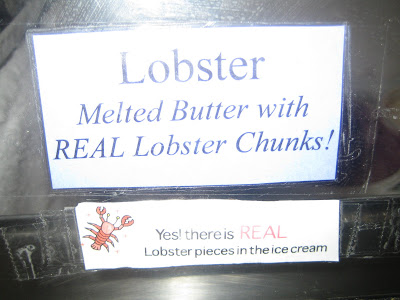 Lobster
Melted Butter with
REAL Lobster Chunks!
Yes! there is REAL
Lobster pieces in the ice cream